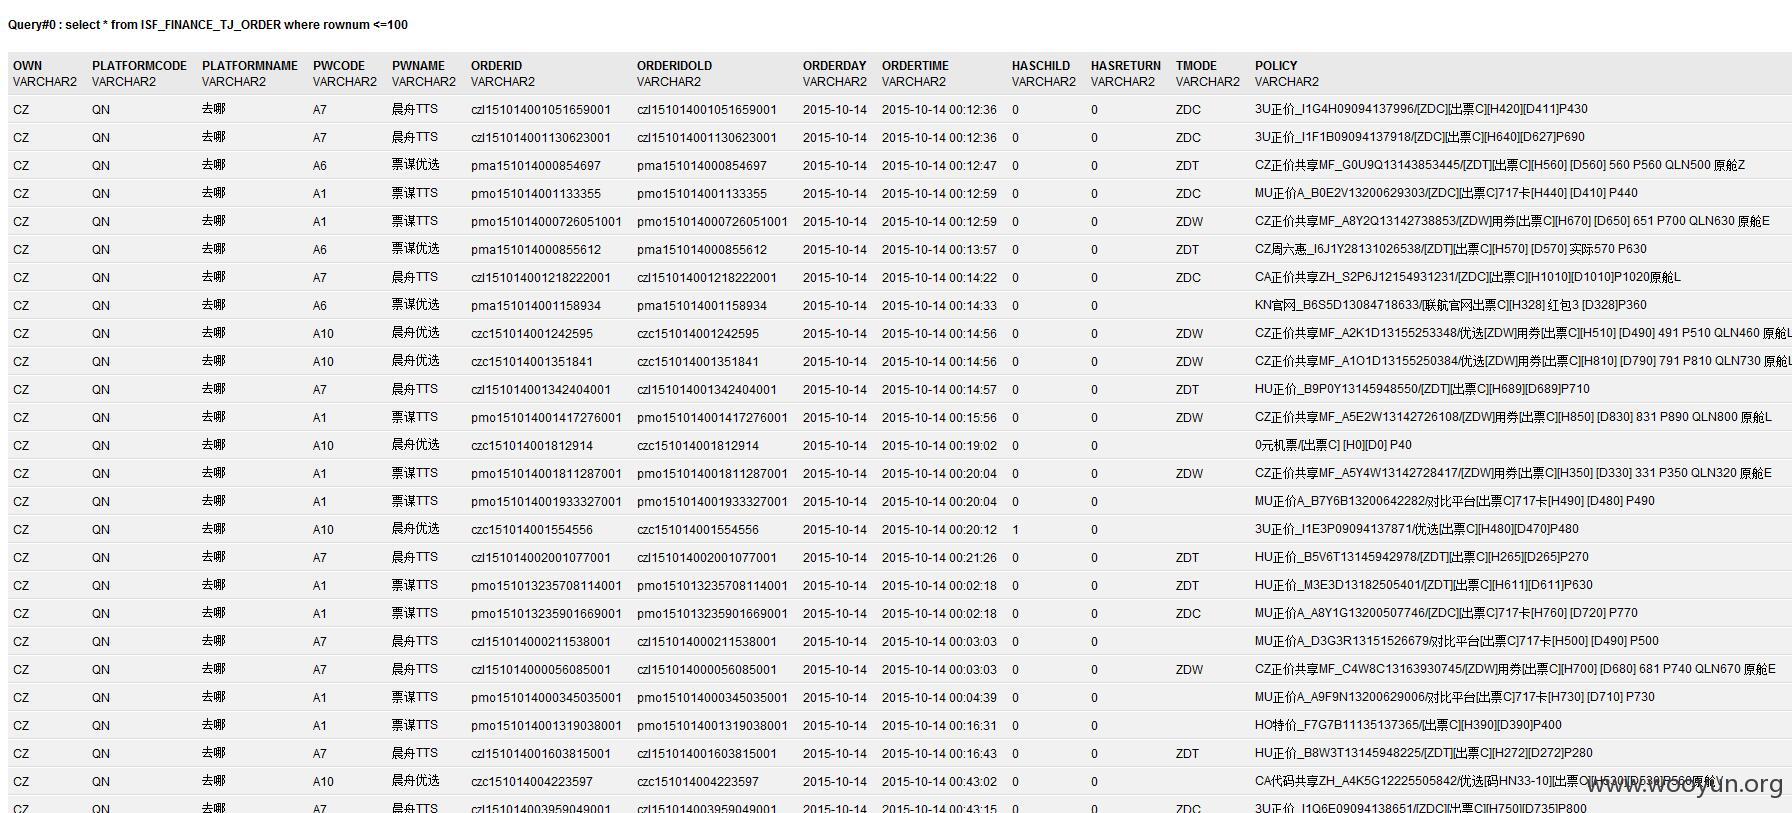 Query#0 : select * from ISF_FINANCE_TJ_ORDER where rownum <=100
OWN PLATFORMCODE PLATFORMNAME PWCODE PWNAME ORDERID ORDERIDOLD ORDERDAY ORDERTIME HASCHILD HASRETURN TMODE POLICY
VARCHAR2 VARCHAR2 VARCHAR2 VARCHAR2 VARCHAR2 VARCHAR2 VARCHAR2 VARCHAR2 VARCHAR2 VARCHAR2 VARCHAR2 VARCHAR2 VARCHAR2
CZ QN 去哪 A7 晨舟TTS czl151014001051659001 czl151014001051659001 2015-10-14 2015-10-14 00:12:36 0 0 ZDC 3U正价_I1G4H09094137996/[ZDC][出票C][H420][D411]P430
CZ QN 去哪 A7 晨舟TTS czl151014001130623001 czl151014001130623001 2015-10-14 2015-10-14 00:12:36 0 0 ZDC 3U正价_I1F1B09094137918/[ZDC][出票C][H640][D627]P690
CZ QN 去哪 A6 票谋优选 pma151014000854697 pma151014000854697 2015-10-14 2015-10-14 00:12:47 0 0 ZDT CZ正价共享MF_G0U9Q13143853445/[ZDT][出票C][H560] [D560] 560 P560 QLN500 原舱Z
CZ QN 去哪 A1 票谋TTS pmo151014001133355 pmo151014001133355 2015-10-14 2015-10-14 00:12:59 0 0 ZDC MU正价A_B0E2V13200629303/[ZDC][出票C]717卡[H440] [D410] P440
CZ QN 去哪 A1 票谋TTS pmo151014000726051001 pmo151014000726051001 2015-10-14 2015-10-14 00:12:59 0 0 ZDW CZ正价共享MF_A8Y2Q13142738853/[ZDW]用券[出票C][H670] [D650] 651 P700 QLN630 原舱E
CZ QN 去哪 A6 票谋优选 pma151014000855612 pma151014000855612 2015-10-14 2015-10-14 00:13:57 0 0 ZDT CZ周六惠_I6J1Y28131026538/[ZDT][出票C][H570] [D570] 实际570 P630
CZ QN 去哪 A7 晨舟TTS czl151014001218222001 czl151014001218222001 2015-10-14 2015-10-14 00:14:22 0 0 ZDC CA正价共享ZH_S2P6J12154931231/[ZDC][出票C][H1010][D1010]P1020原舱L
CZ QN 去哪 A6 票谋优选 pma151014001158934 pma151014001158934 2015-10-14 2015-10-14 00:14:33 0 0 KN官网_B6S5D13084718633/[联航官网出票C][H328] 红包3 [D328]P360
CZ QN 去哪 A10 晨舟优选 czc151014001242595 czc151014001242595 2015-10-14 2015-10-14 00:14:56 0 0 ZDW CZ正价共享MF_A2K1D13155253348/优选[ZDW]用券[出票C][H510] [D490] 491 P510 QLN460 原舱L
CZ QN 去哪 A10 晨舟优选 czc151014001351841 czc151014001351841 2015-10-14 2015-10-14 00:14:56 0 0 ZDW CZ正价共享MF_A1O1D13155250384/优选[ZDW]用券[出票C][H810] [D790] 791 P810 QLN730 原舱L
CZ QN 去哪 A7 晨舟TTS czl151014001342404001 czl151014001342404001 2015-10-14 2015-10-14 00:14:57 0 0 ZDT HU正价_B9P0Y13145948550/[ZDT][出票C][H689][D689]P710
CZ QN 去哪 A1 票谋TTS pmo151014001417276001 pmo151014001417276001 2015-10-14 2015-10-14 00:15:56 0 0 ZDW CZ正价共享MF_A5E2W13142726108/[ZDW]用券[出票C][H850] [D830] 831 P890 QLN800 原舱L
CZ QN 去哪 A10 晨舟优选 czc151014001812914 czc151014001812914 2015-10-14 2015-10-14 00:19:02 0 0 0元机票/[出票C] [H0][D0] P40
CZ QN 去哪 A1 票谋TTS pmo151014001811287001 pmo151014001811287001 2015-10-14 2015-10-14 00:20:04 0 0 ZDW CZ正价共享MF_A5Y4W13142728417/[ZDW]用券[出票C][H350] [D330] 331 P350 QLN320 原舱E
CZ QN 去哪 A1 票谋TTS pmo151014001933327001 pmo151014001933327001 2015-10-14 2015-10-14 00:20:04 0 0 MU正价A_B7Y6B13200642282/对比平台[出票C]717卡[H490] [D480] P490
CZ QN 去哪 A10 晨舟优选 czc151014001554556 czc151014001554556 2015-10-14 2015-10-14 00:20:12 1 0 3U正价_I1E3P09094137871/优选[出票C][H480][D470]P480
CZ QN 去哪 A7 晨舟TTS czl151014002001077001 czl151014002001077001 2015-10-14 2015-10-14 00:21:26 0 0 ZDT HU正价_B5V6T13145942978/[ZDT][出票C][H265][D265]P270
CZ QN 去哪 A1 票谋TTS pmo151013235708114001 pmo151013235708114001 2015-10-14 2015-10-14 00:02:18 0 0 ZDT HU正价_M3E3D13182505401/[ZDT][出票C][H611][D611]P630
CZ QN 去哪 A1 票谋TTS pmo151013235901669001 pmo151013235901669001 2015-10-14 2015-10-14 00:02:18 0 0 ZDC MU正价A_A8Y1G13200507746/[ZDC][出票C]717卡[H760] [D720] P770
CZ QN 去哪 A7 晨舟TTS czl151014000211538001 czl151014000211538001 2015-10-14 2015-10-14 00:03:03 0 0 MU正价A_D3G3R13151526679/对比平台[出票C]717卡[H500] [D490] P500
CZ QN 去哪 A7 晨舟TTS czl151014000056085001 czl151014000056085001 2015-10-14 2015-10-14 00:03:03 0 0 ZDW CZ正价共享MF_C4W8C13163930745/[ZDW]用券[出票C][H700] [D680] 681 P740 QLN670 原舱E
CZ QN 去哪 A1 票谋TTS pmo151014000345035001 pmo151014000345035001 2015-10-14 2015-10-14 00:04:39 0 0 MU正价A_A9F9N13200629006/对比平台[出票C]717卡[H730] [D710] P730
CZ QN 去哪 A1 票谋TTS pmo151014001319038001 pmo151014001319038001 2015-10-14 2015-10-14 00:16:31 0 0 HO特价_F7G7B11135137365/[出票C][H390][D390]P400
CZ QN 去哪 A7 晨舟TTS czl151014001603815001 czl151014001603815001 2015-10-14 2015-10-14 00:16:43 0 0 ZDT HU正价_B8W3T13145948225/[ZDT][出票C][H272][D272]P280
CZ QN 去哪 A10 晨舟优选 czc151014004223597 czc151014004223597 2015-10-14 2015-10-14 00:43:02 0 0 CA代码共享ZH_A4K5G12225505842/优选[码HN33-10][出票C][H530][D530]P560原舱V
www.wooyun.org
CZ QN 去哪 A7 晨舟TTS czl151014003959049001 czl151014003959049001 2015-10-14 2015-10-14 00:43:15 0 0 ZDC 3U正价_I1Q6E09094138651/[ZDC][出票C][H750][D735]P800